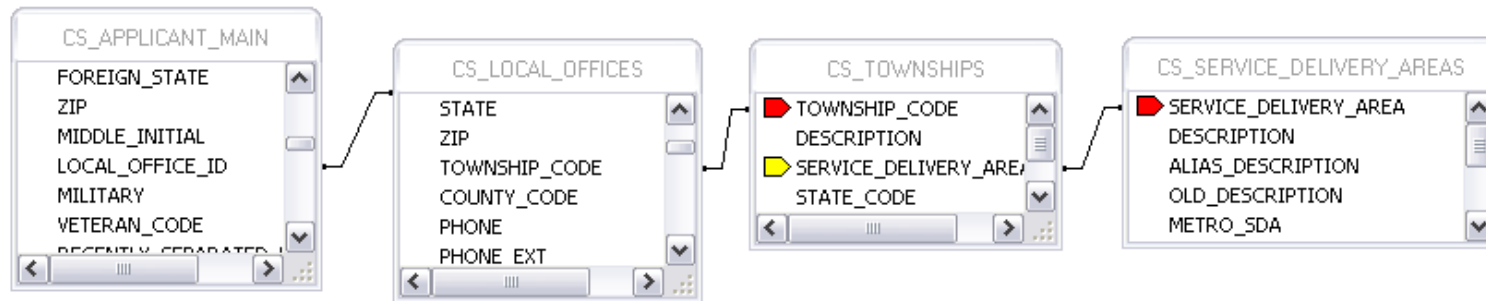 CS_APPLICANT_MAIN
FOREIGN_STATE
ZIP
MIDDLE_INITIAL
LOCAL_OFFICE_ID
MILITARY
VETERAN_CODE
CS_LOCAL_OFFICES
STATE
ZIP
TOWNSHIP_CODE
COUNTY_CODE
PHONE
PHONE_EXT
CS_TOWNSHIPS
TOWNSHIP_CODE
DESCRIPTION
SERVICE_DELIVERY_AREA
STATE_CODE
CS_SERVICE_DELIVERY_AREAS
SERVICE_DELIVERY_AREA
DESCRIPTION
ALIAS_DESCRIPTION
OLD_DESCRIPTION
METRO_SDA